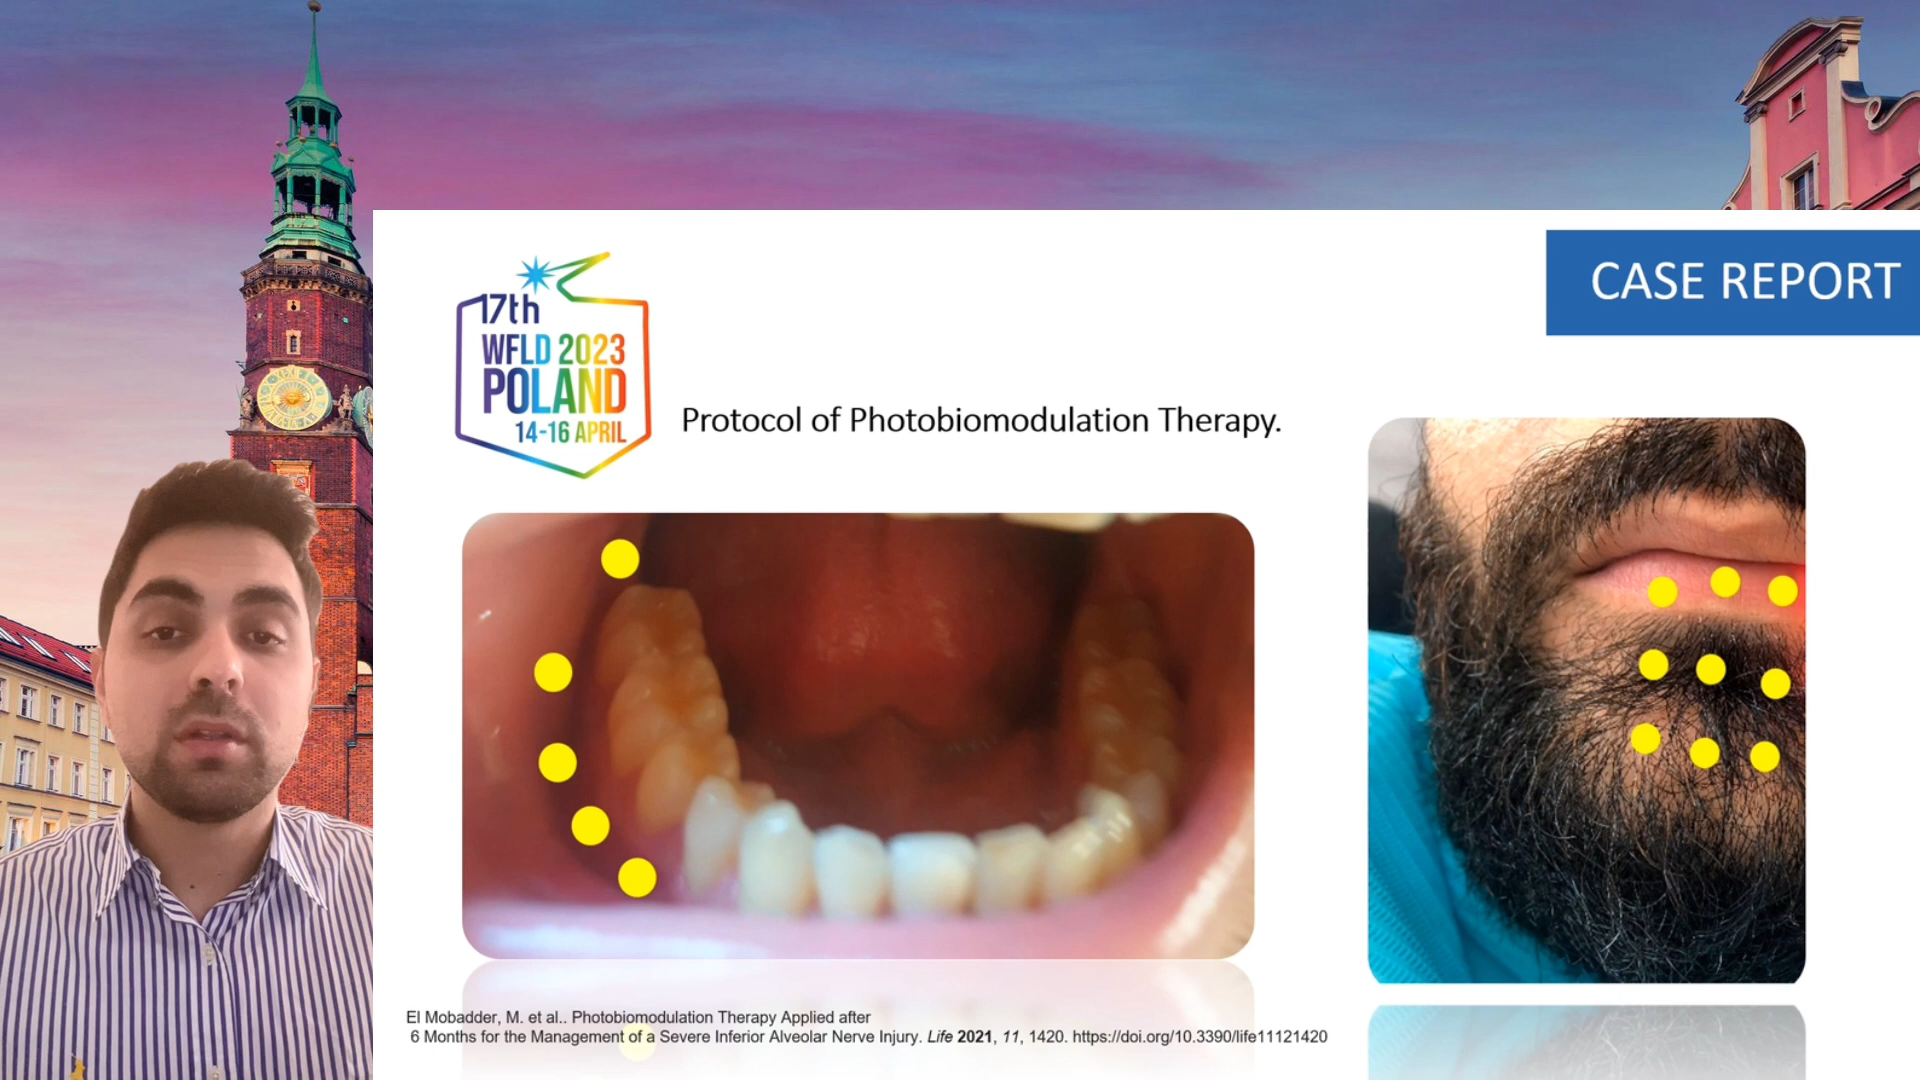 CASE REPORT
17th
WFLD 2023
POLAND
14-16 APRIL
Protocol of Photobiomodulation Therapy.
El Mobadder, M. et al.. Photobiomodulation Therapy Applied after
6 Months for the Management of a Severe Inferior Alveolar Nerve Injury. Life 2021, 11, 1420. https://doi.org/10.3390/life11121420